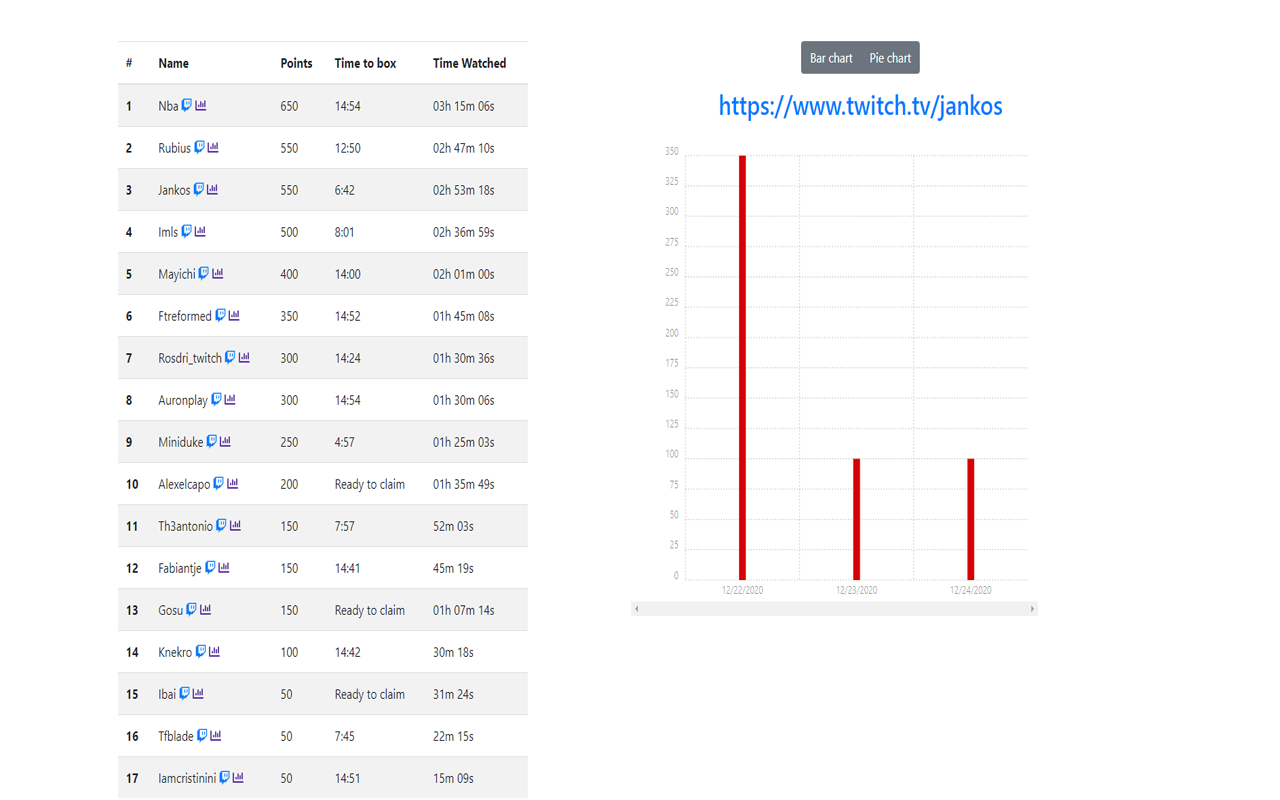 # Name Points Time to box Time Watched
1 Nba 650 14:54 03h 15m 06s
2 Rubius 550 12:50 02h 47m 10s
3 Jankos 550 6:42 02h 53m 18s
4 Imls 500 8:01 02h 36m 59s
5 Mayichi 400 14:00 02h 01m 00s
6 Ftreformed 350 14:52 01h 45m 08s
7 Rosdri_twitch 300 14:24 01h 30m 36s
8 Auronplay 300 14:54 01h 30m 06s
9 Miniduke 250 4:57 01h 25m 03s
10 Alexelcapo 200 Ready to claim 01h 35m 49s
11 Th3antonio 150 7:57 52m 03s
12 Fabiantje 150 14:41 45m 19s
13 Gosu 150 Ready to claim 01h 07m 14s
14 Knekro 100 14:42 30m 18s
15 Ibai 50 Ready to claim 31m 24s
16 Tfblade 50 7:45 22m 15s
17 Iamcristinini 50 14:51 15m 09s
Bar chart Pie chart
https://www.twitch.tv/jankos
350
325
300
275
250
225
200
175
150
125
100
75
50
25
0
12/22/2020 12/23/2020 12/24/2020